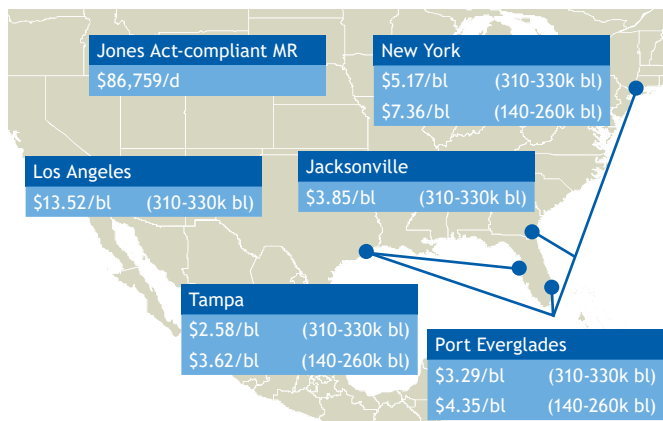 Jones Act-compliant MR
$86,759/d
New York
$5.17/bl (310-330k bl)
$7.36/bl (140-260k bl)
Los Angeles
$13.52/bl (310-330k bl)
Jacksonville
$3.85/bl (310-330k bl)
Tampa
$2.58/bl (310-330k bl)
$3.62/bl (140-260k bl)
Port Everglades
$3.29/bl (310-330k bl)
$4.35/bl (140-260k bl)